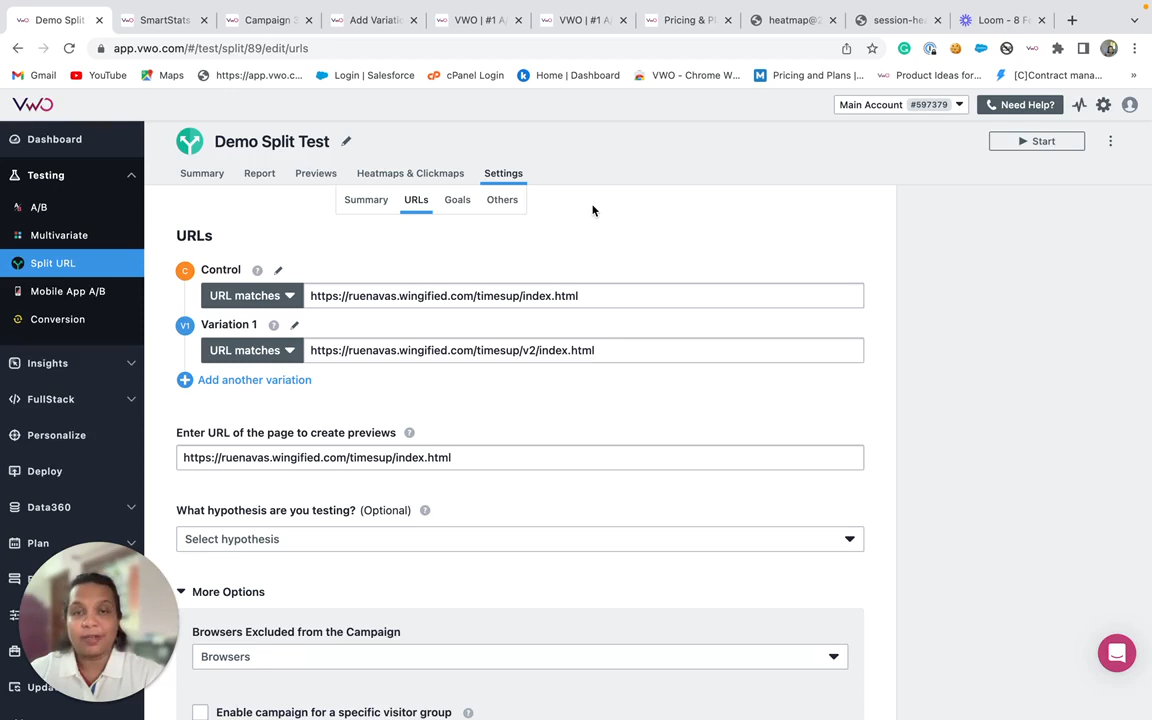 Demo Split
SmartStats
Campaign 3
Add Variatio
VWO | #1 A/
VWO | #1 A/
Pricing & Pl
heatmap@2
session-hea
Loom – 8 Fe
app.vwo.com/#/test/split/89/edit/urls
Gmail
YouTube
Maps
https://app.vwo.c...
Login | Salesforce
cPanel Login
Home | Dashboard
VWO - Chrome W...
Pricing and Plans |...
Product Ideas for...
[C]Contract mana...
»
VWO
Main Account #597379
Need Help?
Dashboard
Testing
A/B
Multivariate
Split URL
Mobile App A/B
Conversion
Insights
FullStack
Personalize
Deploy
Data360
Plan
Demo Split Test
Start
Summary
Report
Previews
Heatmaps & Clickmaps
Settings
Summary
URLs
Goals
Others
URLs
C Control ?
URL matches https://ruenavas.wingified.com/timesup/index.html
V1 Variation 1 ?
URL matches https://ruenavas.wingified.com/timesup/v2/index.html
Add another variation
Enter URL of the page to create previews ?
https://ruenavas.wingified.com/timesup/index.html
What hypothesis are you testing? (Optional) ?
Select hypothesis
More Options
Browsers Excluded from the Campaign
Browsers
Enable campaign for a specific visitor group ?